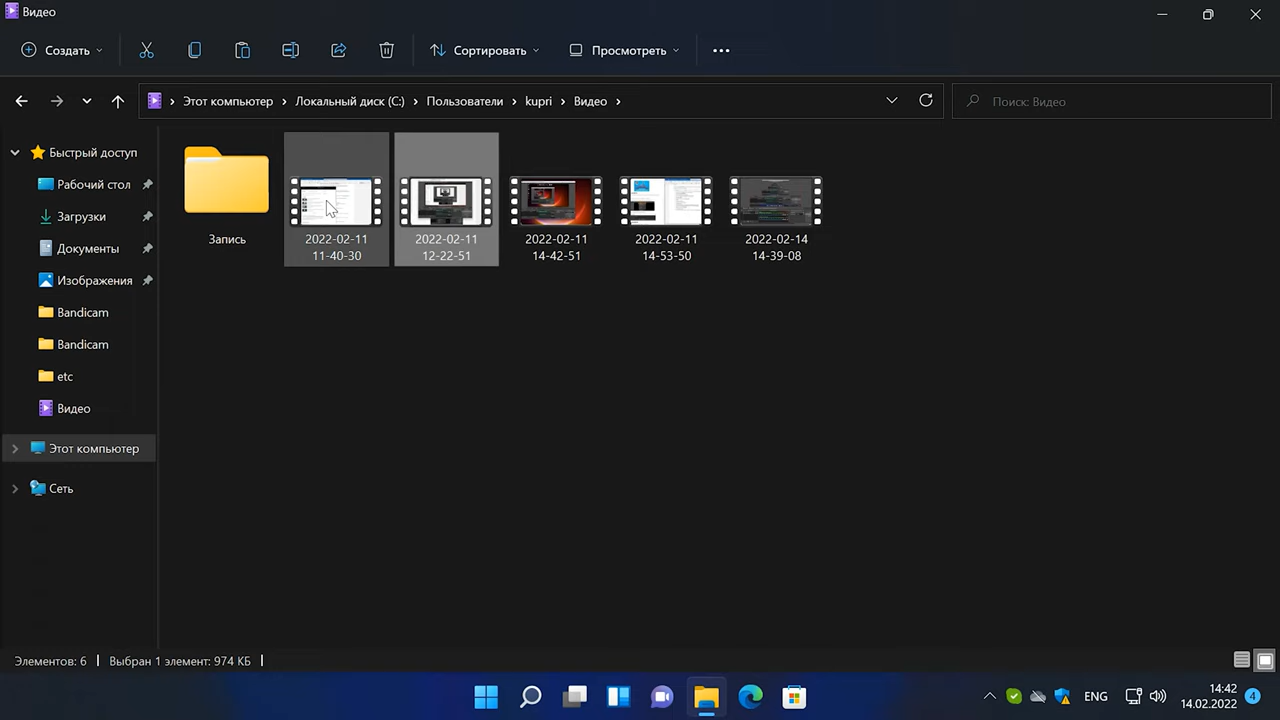 Видео
Создать
Сортировать
Просмотреть
Этот компьютер
Локальный диск (C:)
Пользователи
kupri
Видео
Поиск: Видео
Быстрый доступ
Рабочий стол
Загрузки
Документы
Изображения
Bandicam
Bandicam
etc
Видео
Этот компьютер
Сеть
Запись
2022-02-11
11-40-30
2022-02-11
12-22-51
2022-02-11
14-42-51
2022-02-11
14-53-50
2022-02-14
14-39-08
Элементов: 6
Выбран 1 элемент: 974 КБ
ENG
14:42
14.02.2022
4